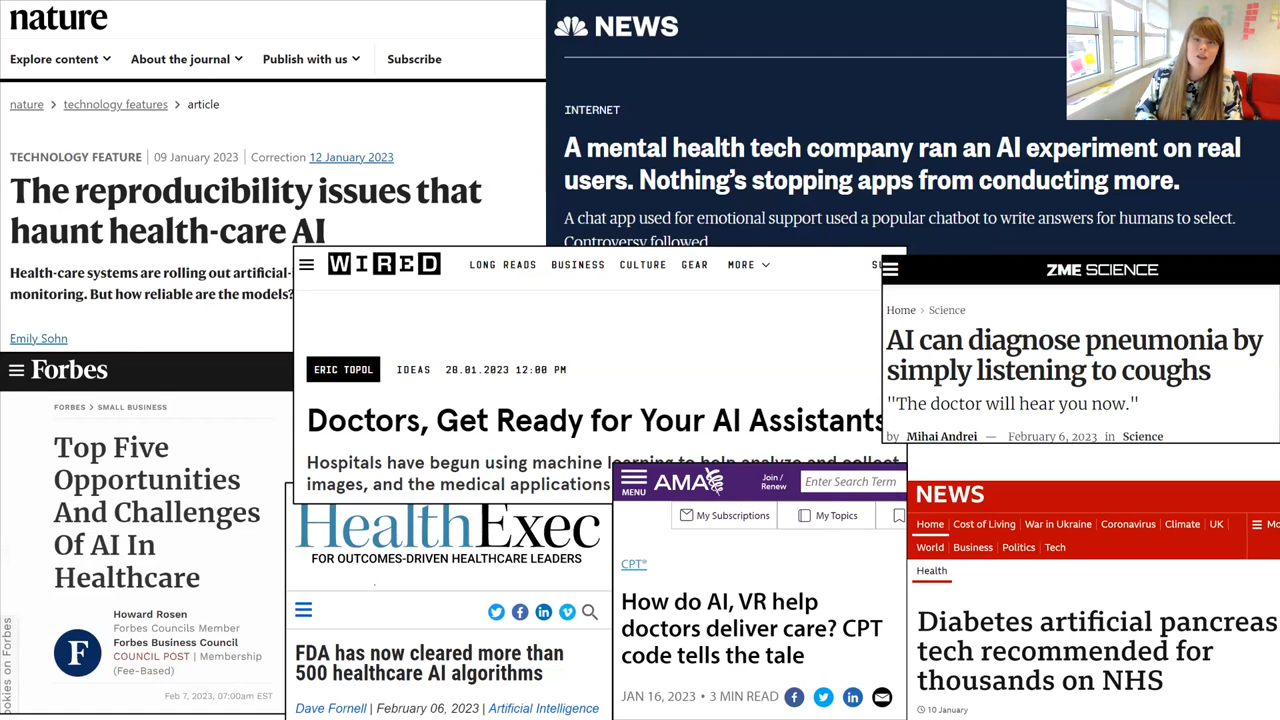 nature
Explore content
About the journal
Publish with us
Subscribe
nature > technology features > article
TECHNOLOGY FEATURE | 09 January 2023 | Correction 12 January 2023
The reproducibility issues that
haunt health-care AI
Health-care systems are rolling out artificial-
monitoring. But how reliable are the models?
Emily Sohn
NEWS
INTERNET
A mental health tech company ran an AI experiment on real
users. Nothing's stopping apps from conducting more.
A chat app used for emotional support used a popular chatbot to write answers for humans to select.
Controversy followed
WIRED
LONG READS BUSINESS CULTURE GEAR MORE
ERIC TOPOL IDEAS 28.01.2023 12:00 PM
Doctors, Get Ready for Your AI Assistants
Hospitals have begun using machine learning to help analyze and collect
images, and the medical applications
ZME SCIENCE
Home > Science
AI can diagnose pneumonia by
simply listening to coughs
"The doctor will hear you now."
by Mihai Andrei — February 6, 2023 in Science
Forbes
FORBES > SMALL BUSINESS
Top Five
Opportunities
And Challenges
Of AI In
Healthcare
F
Howard Rosen
Forbes Councils Member
Forbes Business Council
COUNCIL POST | Membership
(Fee-Based)
Feb 7, 2023, 07:00am EST
on Forbes
HealthExec
FOR OUTCOMES-DRIVEN HEALTHCARE LEADERS
FDA has now cleared more than
500 healthcare AI algorithms
Dave Fornell | February 06, 2023 | Artificial Intelligence
MENU
AMA
Join /
Renew
Enter Search Term
My Subscriptions
My Topics
CPT®
How do AI, VR help
doctors deliver care? CPT
code tells the tale
JAN 16, 2023 • 3 MIN READ
NEWS
Home | Cost of Living | War in Ukraine | Coronavirus | Climate | UK
World | Business | Politics | Tech
Health
Diabetes artificial pancreas
tech recommended for
thousands on NHS
10 January